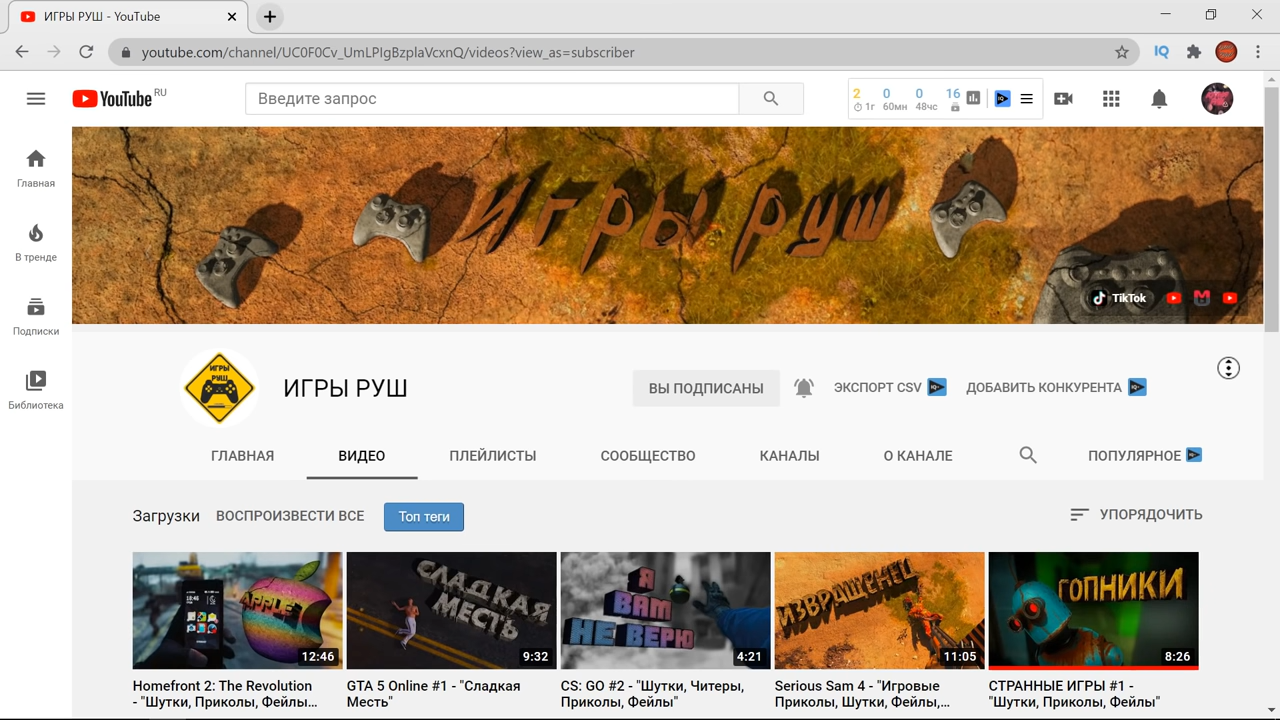 ИГРЫ РУШ - YouTube
youtube.com/channel/UC0F0Cv_UmLPIgBzplaVcxnQ/videos?view_as=subscriber
IQ
YouTube RU
Введите запрос
2 0 0 16
1г 60мн 48чс
Главная
В тренде
Подписки
Библиотека
Игры руш
TikTok
ИГРЫ РУШ
ИГРЫ РУШ
ВЫ ПОДПИСАНЫ
ЭКСПОРТ CSV
ДОБАВИТЬ КОНКУРЕНТА
ГЛАВНАЯ ВИДЕО ПЛЕЙЛИСТЫ СООБЩЕСТВО КАНАЛЫ О КАНАЛЕ ПОПУЛЯРНОЕ
Загрузки ВОСПРОИЗВЕСТИ ВСЕ Топ теги УПОРЯДОЧИТЬ
APPLE
12:46
СЛАДКАЯ
МЕСТЬ
9:32
Я
ВАМ
НЕ ВЕРЮ
4:21
ИЗВРАЩЕНЕЦ
11:05
ГОПНИКИ
8:26
Homefront 2: The Revolution
- "Шутки, Приколы, Фейлы...
GTA 5 Online #1 - "Сладкая
Месть"
CS: GO #2 - "Шутки, Читеры,
Приколы, Фейлы"
Serious Sam 4 - "Игровые
Приколы, Шутки, Фейлы,...
СТРАННЫЕ ИГРЫ #1 -
"Шутки, Приколы, Фейлы"